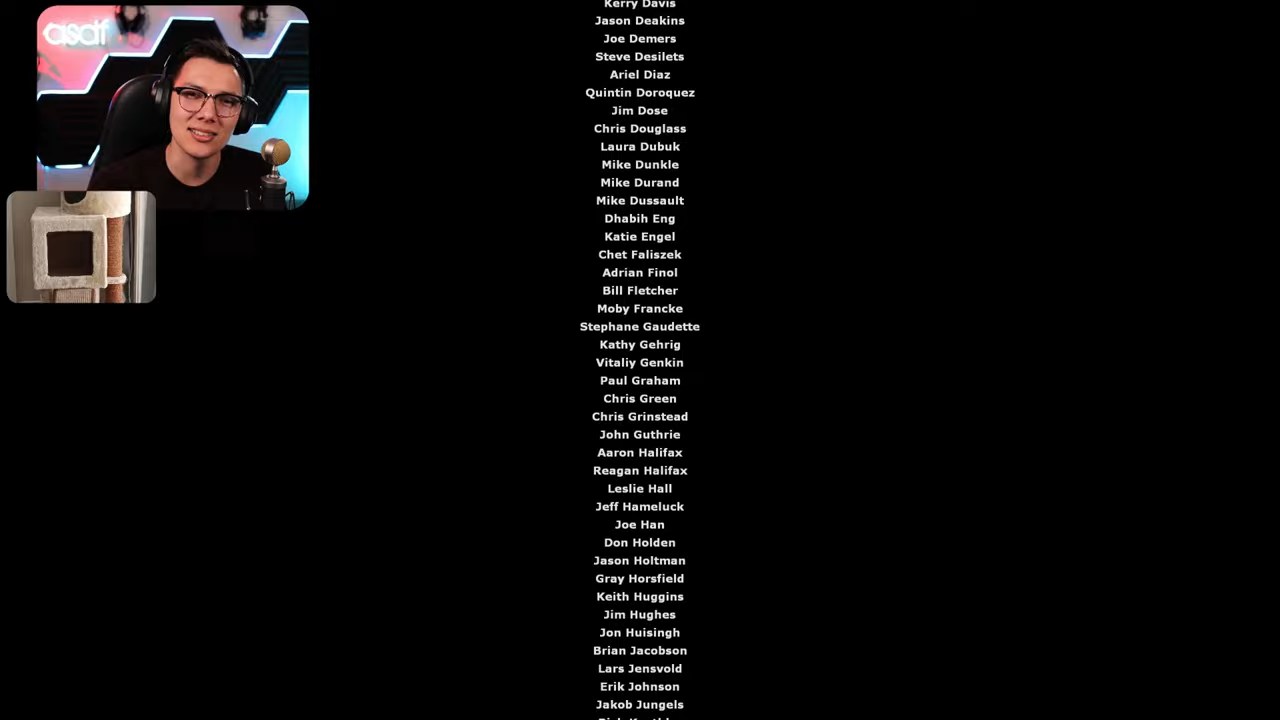 asdf
Kerry Davis
Jason Deakins
Joe Demers
Steve Desilets
Ariel Diaz
Quintin Doroquez
Jim Dose
Chris Douglass
Laura Dubuk
Mike Dunkle
Mike Durand
Mike Dussault
Dhabih Eng
Katie Engel
Chet Faliszek
Adrian Finol
Bill Fletcher
Moby Francke
Stephane Gaudette
Kathy Gehrig
Vitaliy Genkin
Paul Graham
Chris Green
Chris Grinstead
John Guthrie
Aaron Halifax
Reagan Halifax
Leslie Hall
Jeff Hameluck
Joe Han
Don Holden
Jason Holtman
Gray Horsfield
Keith Huggins
Jim Hughes
Jon Huisingh
Brian Jacobson
Lars Jensvold
Erik Johnson
Jakob Jungels